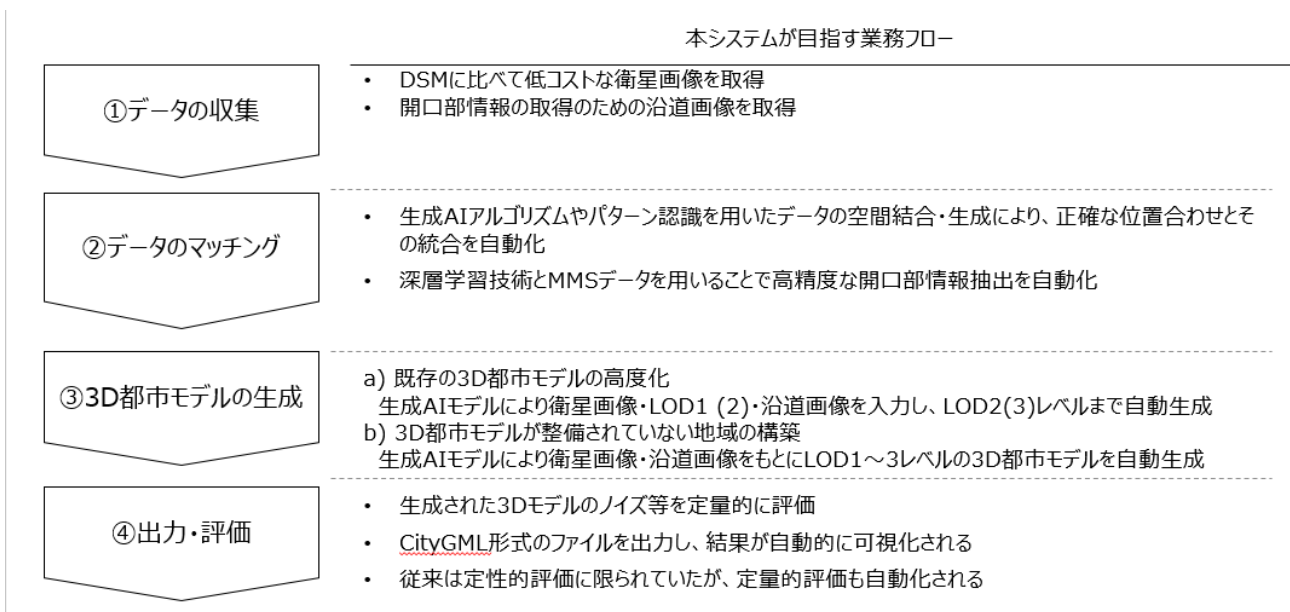 本システムが目指す業務フロー
①データの収集
• DSMに比べて低コストな衛星画像を取得
• 開口部情報の取得のための沿道画像を取得
②データのマッチング
• 生成AIアルゴリズムやパターン認識を用いたデータの空間結合・生成により、正確な位置合わせとそ
の統合を自動化
• 深層学習技術とMMSデータを用いることで高精度な開口部情報抽出を自動化
③3D都市モデルの生成
a) 既存の3D都市モデルの高度化
生成AIモデルにより衛星画像・LOD1 (2)・沿道画像を入力し、LOD2(3)レベルまで自動生成
b) 3D都市モデルが整備されていない地域の構築
生成AIモデルにより衛星画像・沿道画像をもとにLOD1～3レベルの3D都市モデルを自動生成
④出力・評価
• 生成された3Dモデルのノイズ等を定量的に評価
• CityGML形式のファイルを出力し、結果が自動的に可視化される
• 従来は定性的評価に限られていたが、定量的評価も自動化される